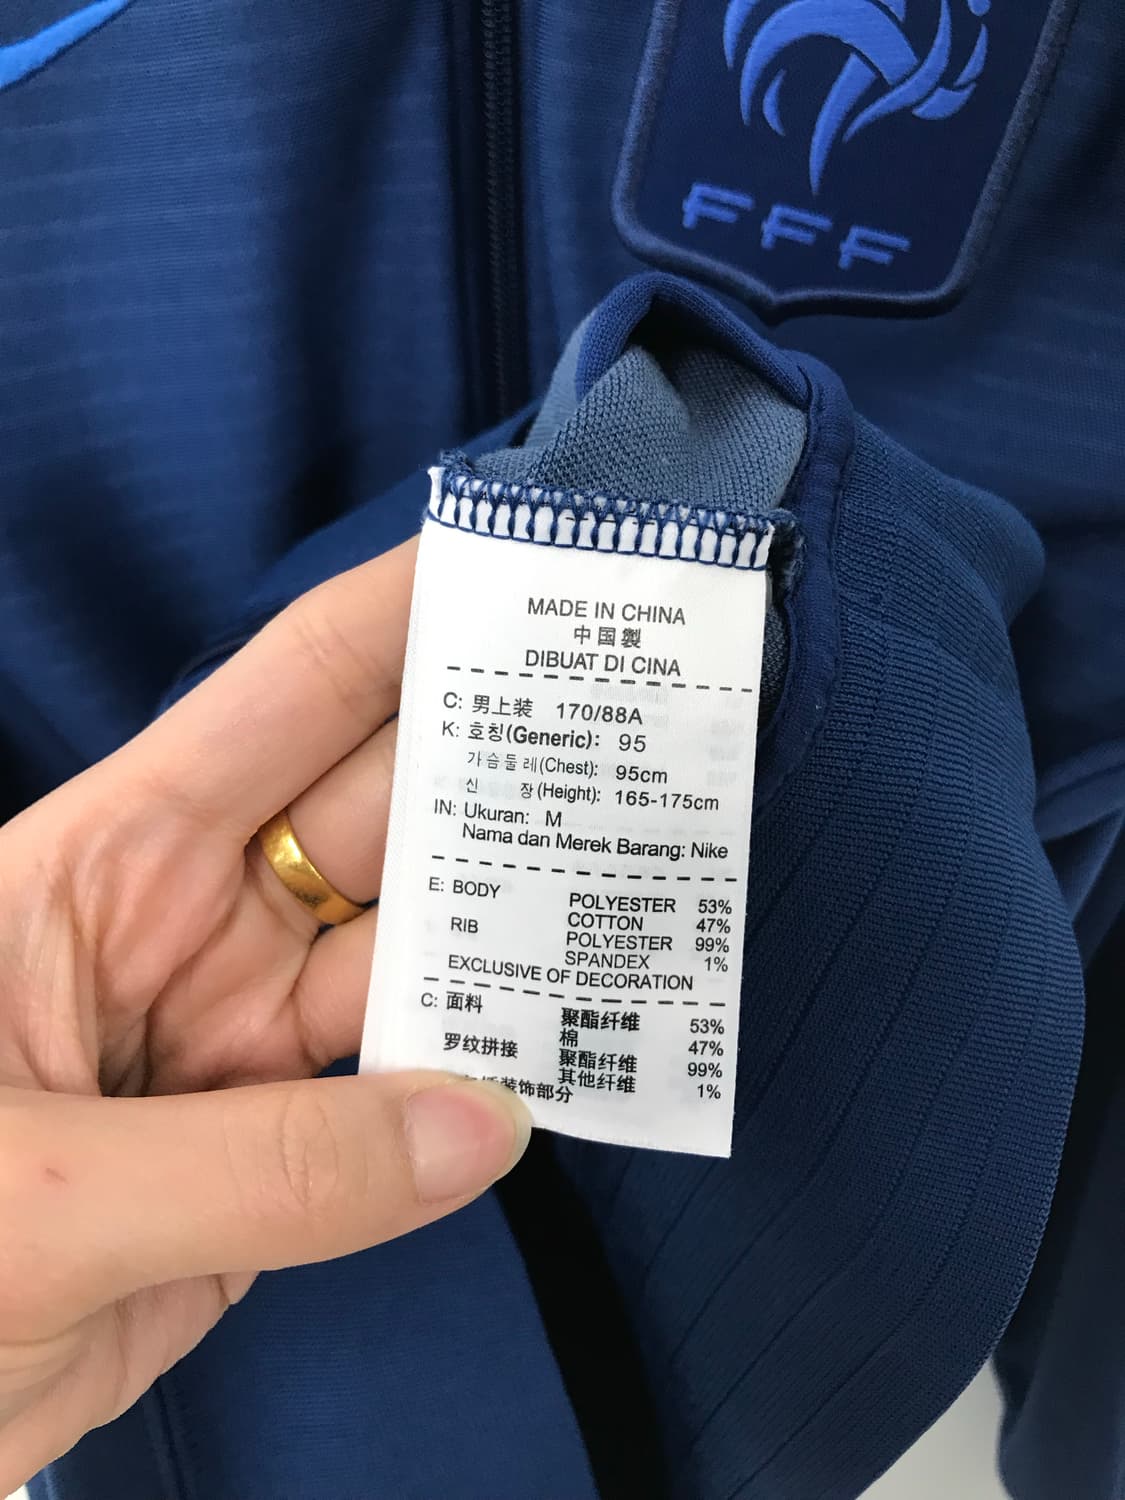 FFF
MADE IN CHINA
中国製
DIBUAT DI CINA
C: 男上装 170/88A
K: 호칭(Generic): 95
가슴둘레(Chest): 95cm
신 장(Height): 165-175cm
IN: Ukuran: M
Nama dan Merek Barang: Nike
E: BODY POLYESTER 53%
COTTON 47%
RIB POLYESTER 99%
SPANDEX 1%
EXCLUSIVE OF DECORATION
C: 面料 聚酯纤维 53%
棉 47%
罗纹拼接 聚酯纤维 99%
其他纤维 1%
装饰部分